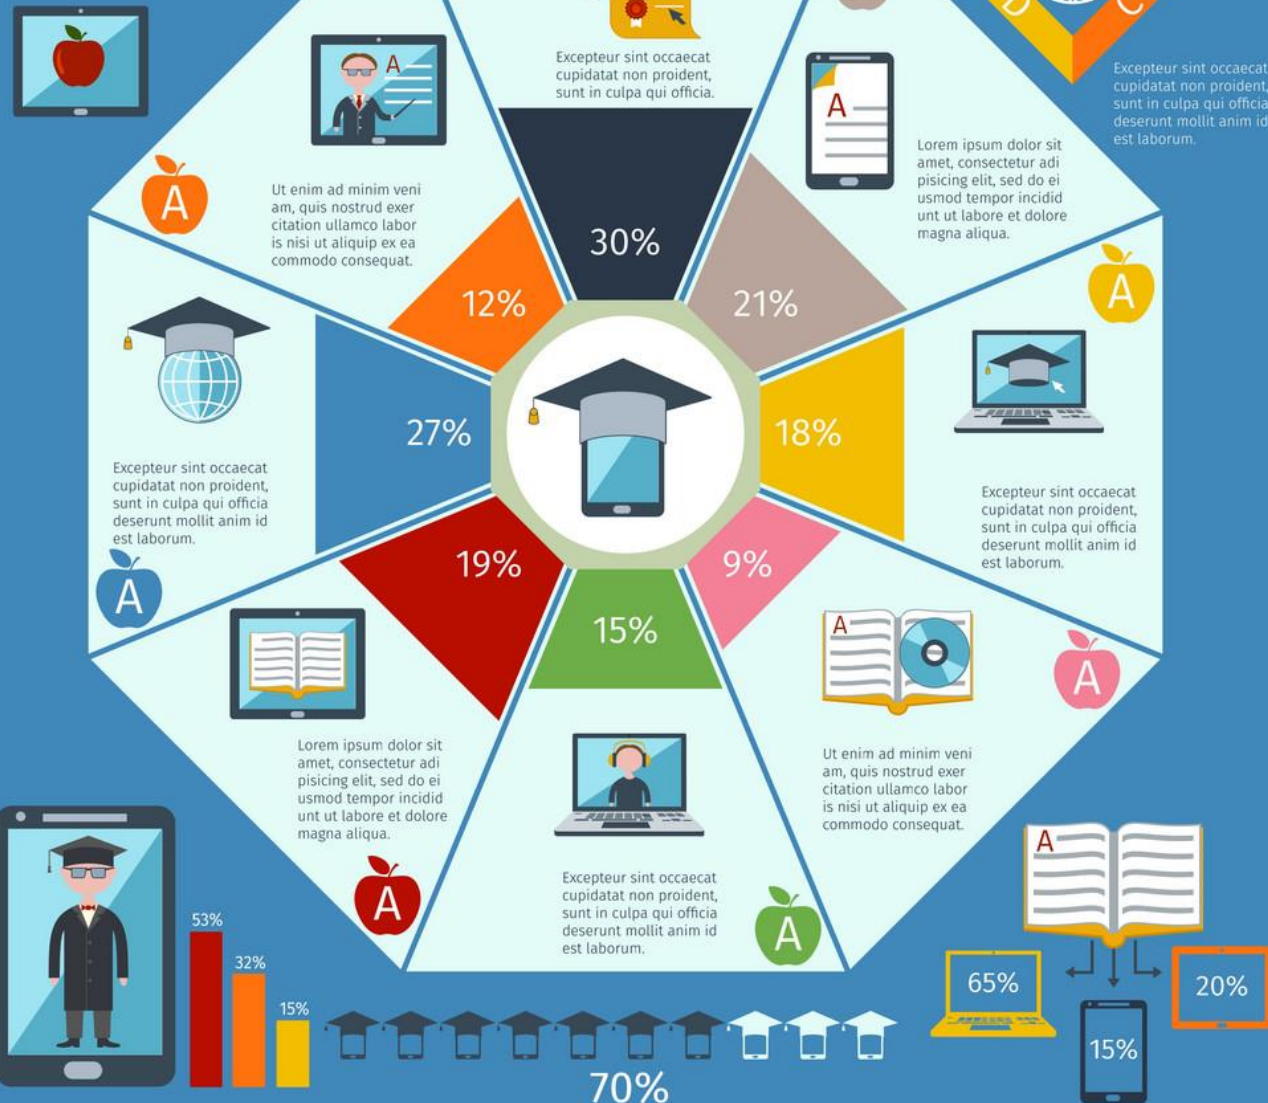 D
C
Excepteur sint occaecat
cupidatat non proident,
sunt in culpa qui officia.
Excepteur sint occaecat
cupidatat non proident,
sunt in culpa qui officia
deserunt mollit anim id
est laborum.
A
A
Lorem ipsum dolor sit
amet, consectetur adi
pisicing elit, sed do ei
usmod tempor incidid
unt ut labore et dolore
magna aliqua.
A
Ut enim ad minim veni
am, quis nostrud exer
citation ullamco labor
is nisi ut aliquip ex ea
commodo consequat.
30%
12%
21%
A
27%
18%
Excepteur sint occaecat
cupidatat non proident,
sunt in culpa qui officia
deserunt mollit anim id
est laborum.
A
Excepteur sint occaecat
cupidatat non proident,
sunt in culpa qui officia
deserunt mollit anim id
est laborum.
19%
9%
15%
A
A
Lorem ipsum dolor sit
amet, consectetur adi
pisicing elit, sed do ei
usmod tempor incidid
unt ut labore et dolore
magna aliqua.
A
Ut enim ad minim veni
am, quis nostrud exer
citation ullamco labor
is nisi ut aliquip ex ea
commodo consequat.
Excepteur sint occaecat
cupidatat non proident,
sunt in culpa qui officia
deserunt mollit anim id
est laborum.
A
A
53%
32%
15%
70%
65%
15%
20%